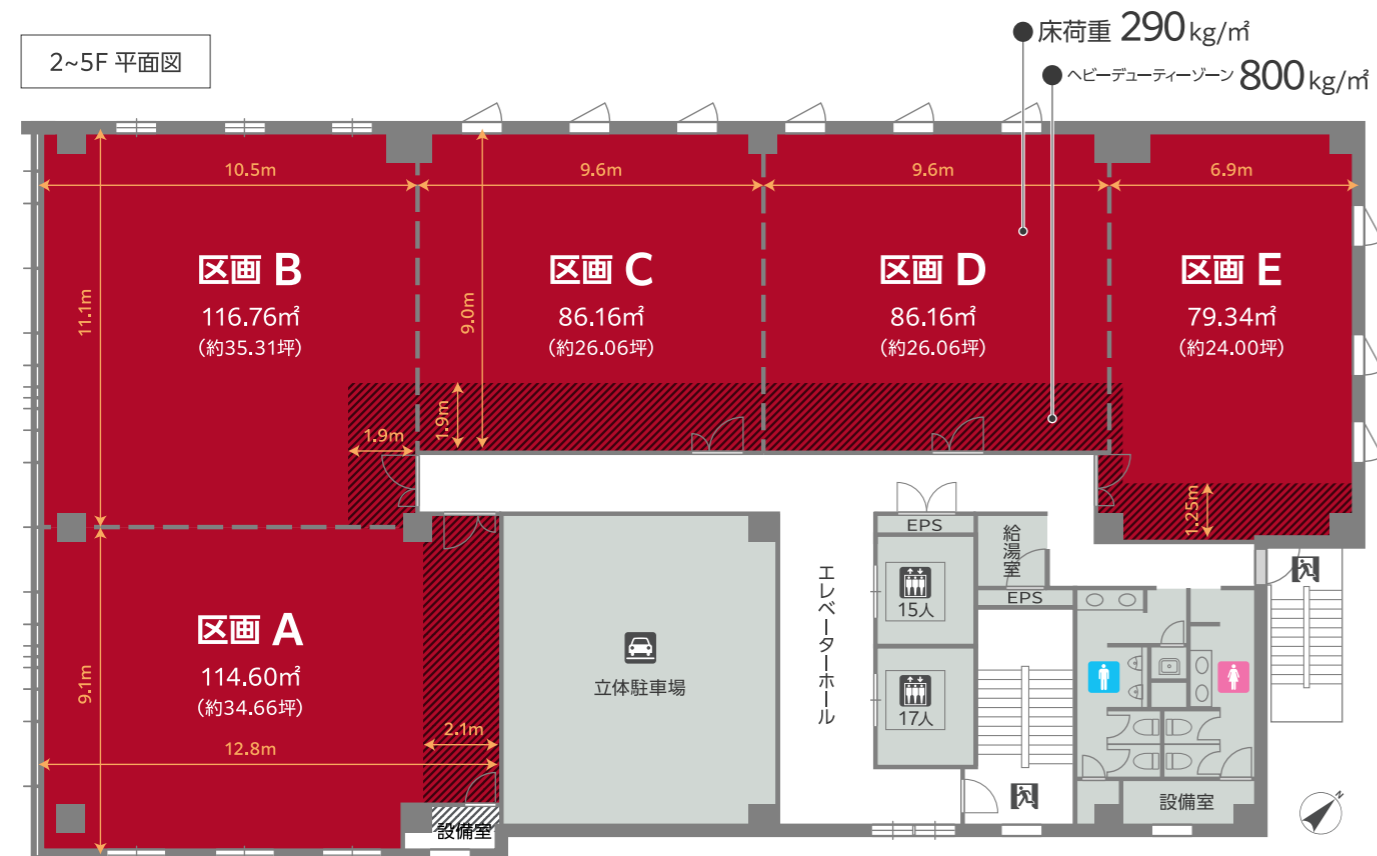 2~5F 平面図
床荷重 290kg/㎡
ヘビーデューティーゾーン 800kg/㎡
10.5m
9.6m
9.6m
6.9m
区画 B
116.76㎡
(約35.31坪)
11.1m
区画 C
86.16㎡
(約26.06坪)
9.0m
区画 D
86.16㎡
(約26.06坪)
区画 E
79.34㎡
(約24.00坪)
1.9m
1.9m
1.25m
区画 A
114.60㎡
(約34.66坪)
9.1m
2.1m
12.8m
設備室
立体駐車場
エレベーターホール
EPS
15人
17人
給湯室
EPS
設備室
N